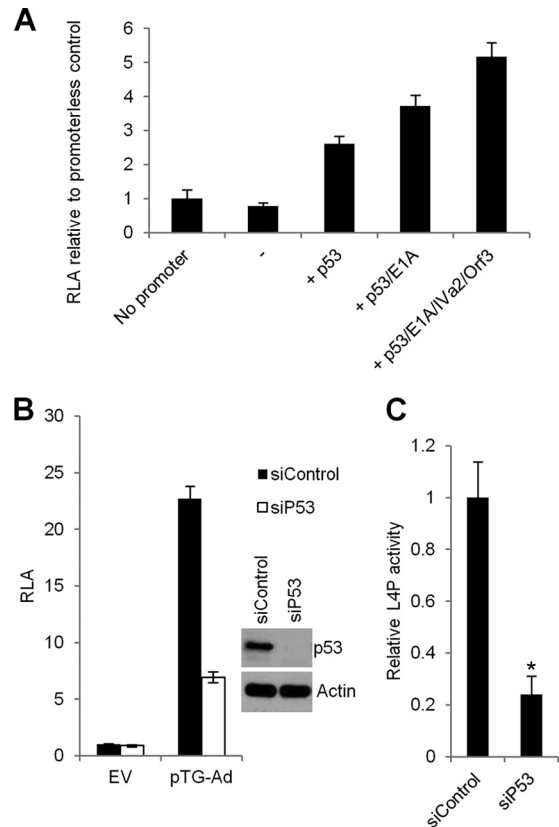 A
RLA relative to promoterless control
6
5
4
3
2
1
0
No promoter
-
+ p53
+ p53/E1A
+ p53/E1A/IVa2/Orf3
B
RLA
30
25
20
15
10
5
0
EV
pTG-Ad
siControl
siP53
siControl
siP53
p53
Actin
C
Relative L4P activity
1.2
1
0.8
0.6
0.4
0.2
0
*
siControl
siP53